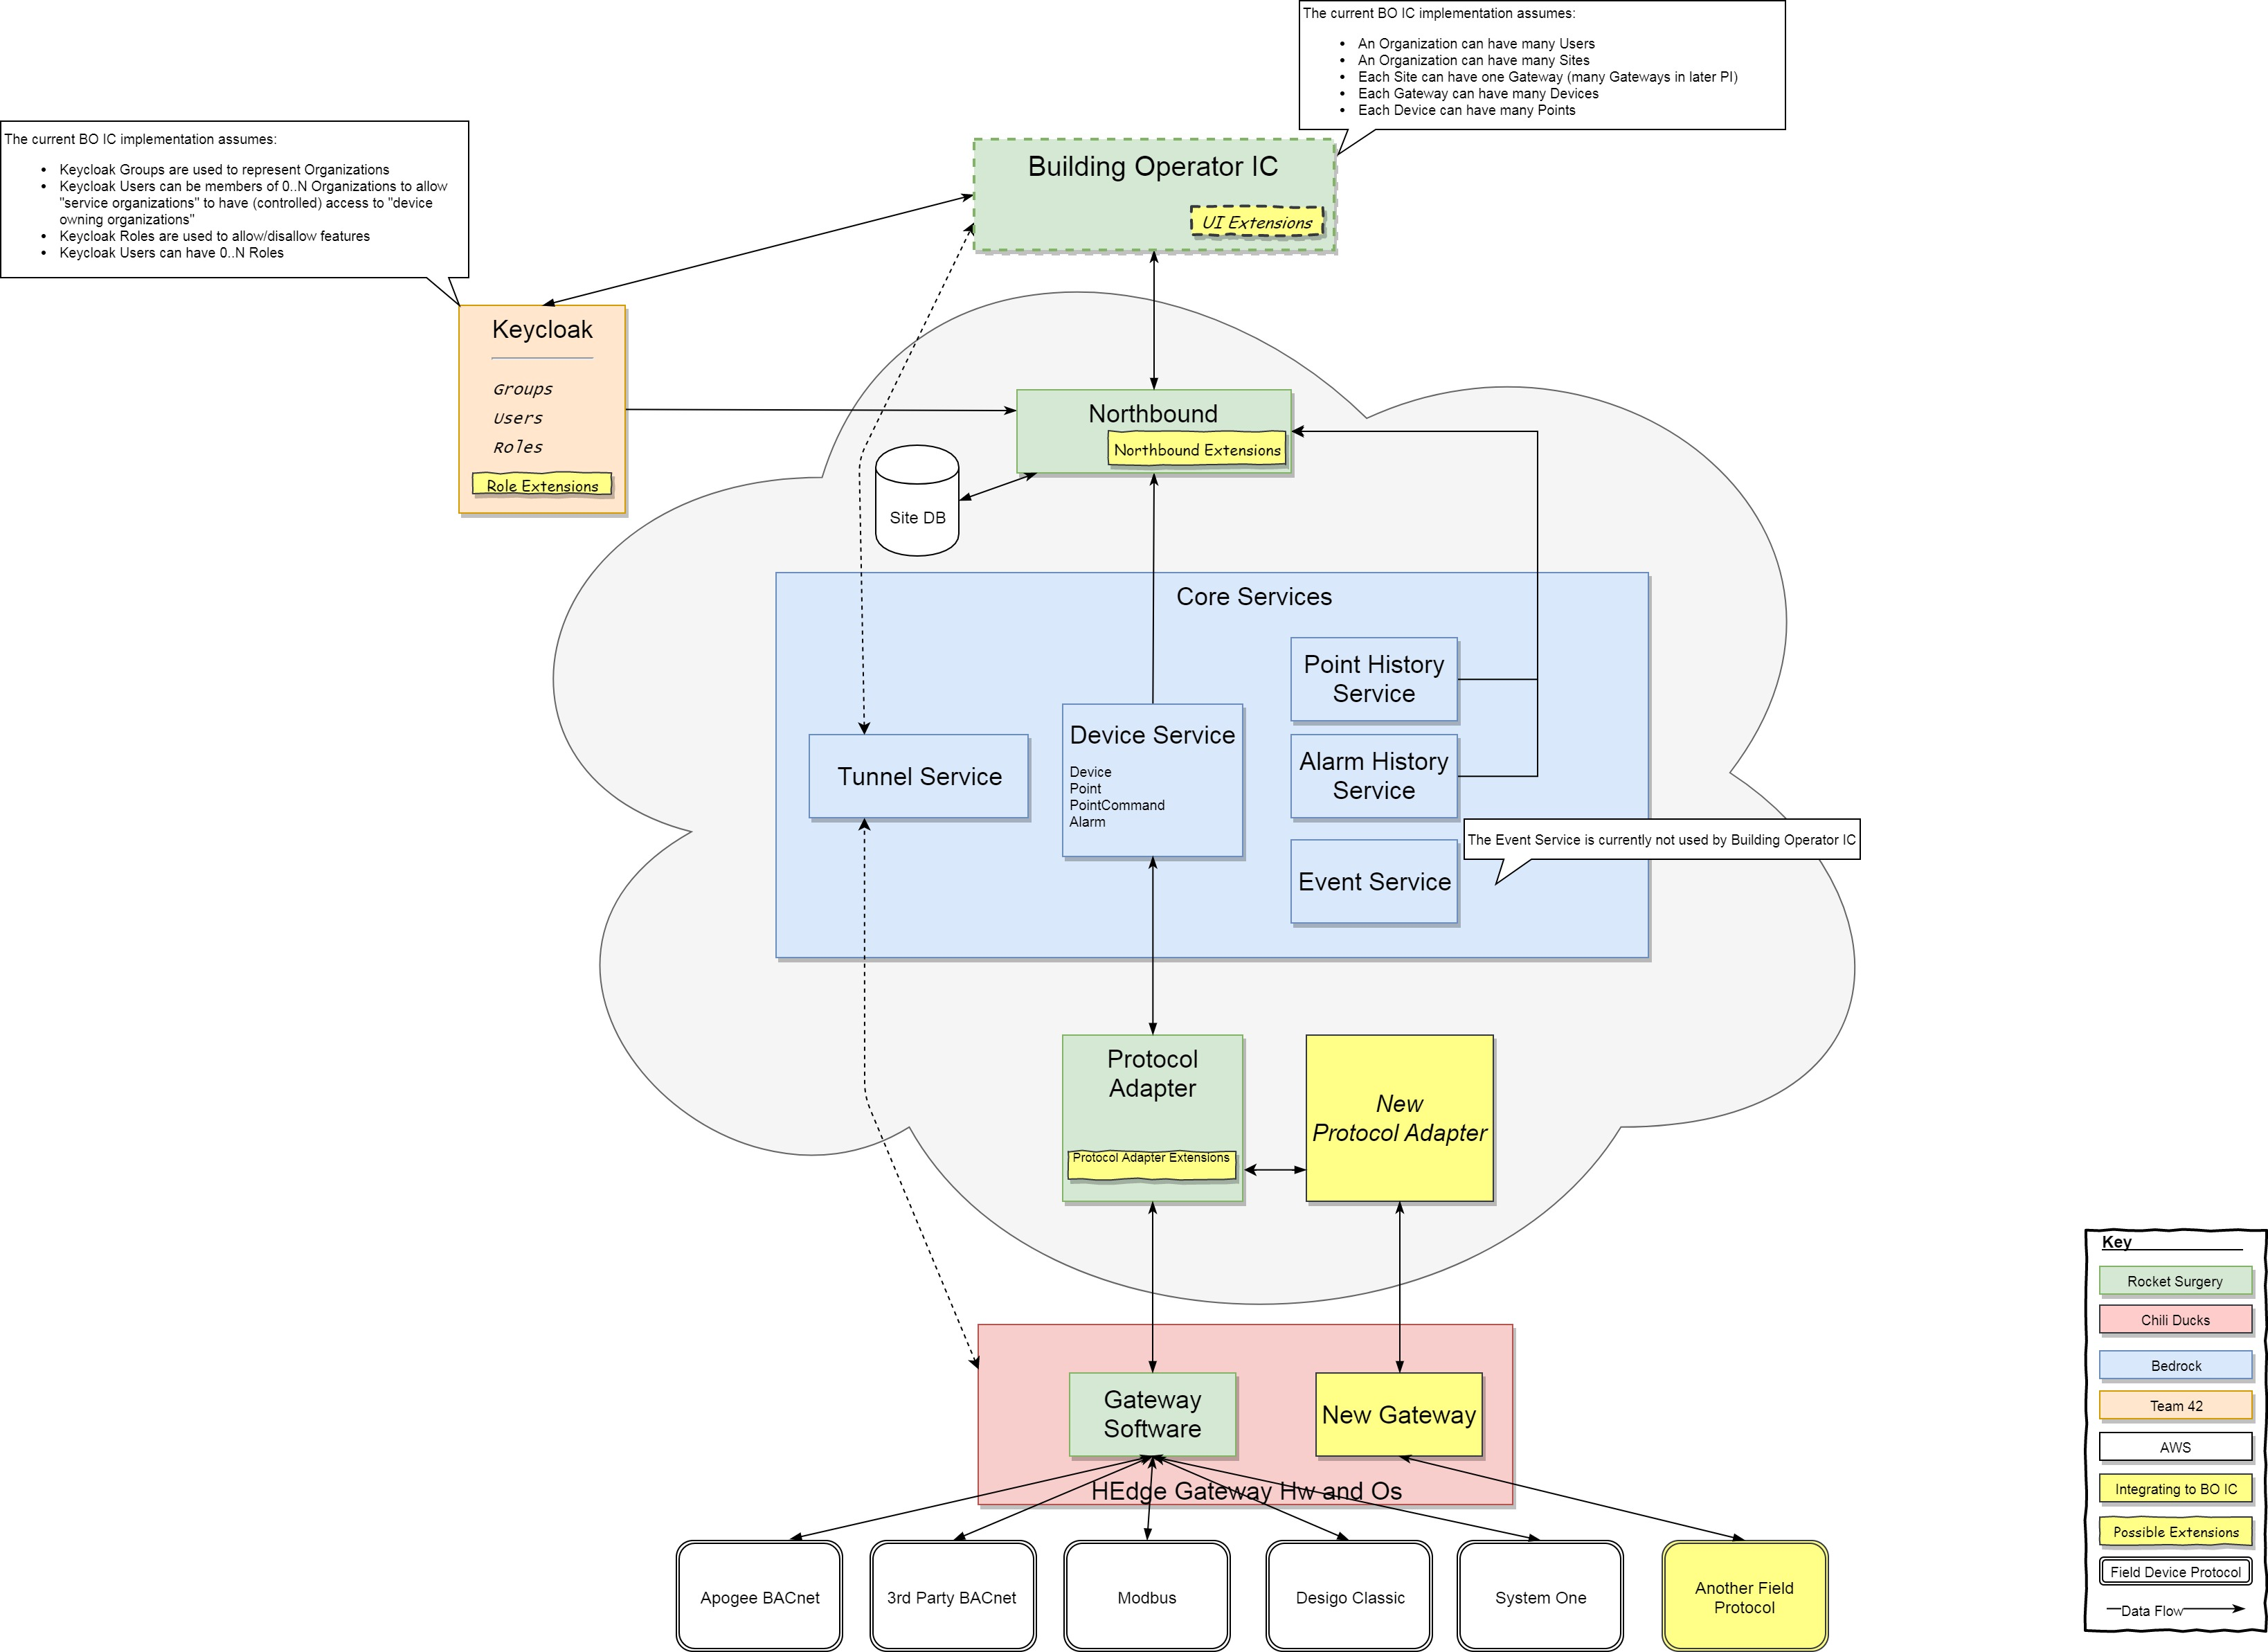 The current BO IC implementation assumes:
• An Organization can have many Users
• An Organization can have many Sites
• Each Site can have one Gateway (many Gateways in later PI)
• Each Gateway can have many Devices
• Each Device can have many Points
The current BO IC implementation assumes:
• Keycloak Groups are used to represent Organizations
• Keycloak Users can be members of 0..N Organizations to allow
"service organizations" to have (controlled) access to "device
owning organizations"
• Keycloak Roles are used to allow/disallow features
• Keycloak Users can have 0..N Roles
Building Operator IC
UI Extensions
Keycloak
Groups
Users
Roles
Role Extensions
Northbound
Northbound Extensions
Site DB
Core Services
Point History
Service
Device Service
Device
Point
PointCommand
Alarm
Tunnel Service
Alarm History
Service
The Event Service is currently not used by Building Operator IC
Event Service
Protocol
Adapter
Protocol Adapter Extensions
New
Protocol Adapter
Gateway
Software
New Gateway
HEdge Gateway Hw and Os
Apogee BACnet
3rd Party BACnet
Modbus
Desigo Classic
System One
Another Field
Protocol
Key
Rocket Surgery
Chili Ducks
Bedrock
Team 42
AWS
Integrating to BO IC
Possible Extensions
Field Device Protocol
Data Flow